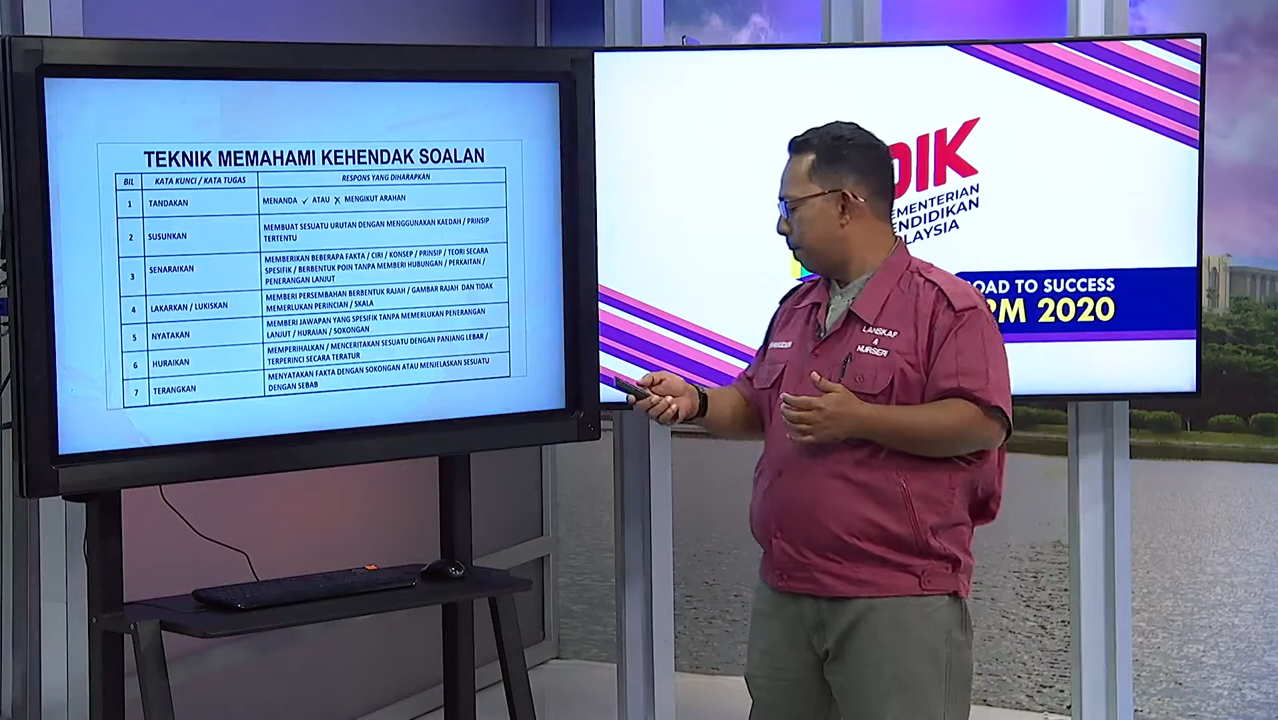 TEKNIK MEMAHAMI KEHENDAK SOALAN
BIL KATA KUNCI / KATA TUGAS RESPONS YANG DIHARAPKAN
1 TANDAKAN MENANDA ✓ ATAU X MENGIKUT ARAHAN
2 SUSUNKAN MEMBUAT SESUATU URUTAN DENGAN MENGGUNAKAN KAEDAH / PRINSIP
TERTENTU
3 SENARAIKAN MEMBERIKAN BEBERAPA FAKTA / CIRI / KONSEP / PRINSIP / TEORI SECARA
SPESIFIK / BERBENTUK POIN TANPA MEMBERI HUBUNGAN / PERKAITAN /
PENERANGAN LANJUT
4 LAKARKAN / LUKISKAN MEMBERI PERSEMBAHAN BERBENTUK RAJAH / GAMBAR RAJAH DAN TIDAK
MEMERLUKAN PERINCIAN / SKALA
5 NYATAKAN MEMBERI JAWAPAN YANG SPESIFIK TANPA MEMERLUKAN PENERANGAN
LANJUT / HURAIAN / SOKONGAN
6 HURAIKAN MEMPERIHALKAN / MENCERITAKAN SESUATU DENGAN PANJANG LEBAR /
TERPERINCI SECARA TERATUR
7 TERANGKAN MENYATAKAN FAKTA DENGAN SOKONGAN ATAU MENJELASKAN SESUATU
DENGAN SEBAB
DIK
EMENTERIAN
ENDIDIKAN
LAYSIA
ROAD TO SUCCESS
PM 2020
LANSKAP
&
NURSERI